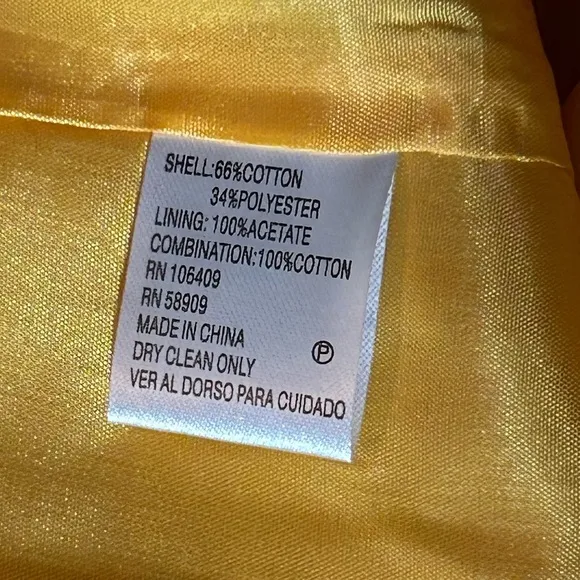 SHELL:66%COTTON
34%POLYESTER
LINING: 100%ACETATE
COMBINATION:100%COTTON
RN 106409
RN 58909
MADE IN CHINA
DRY CLEAN ONLY Ⓟ
VER AL DORSO PARA CUIDADO